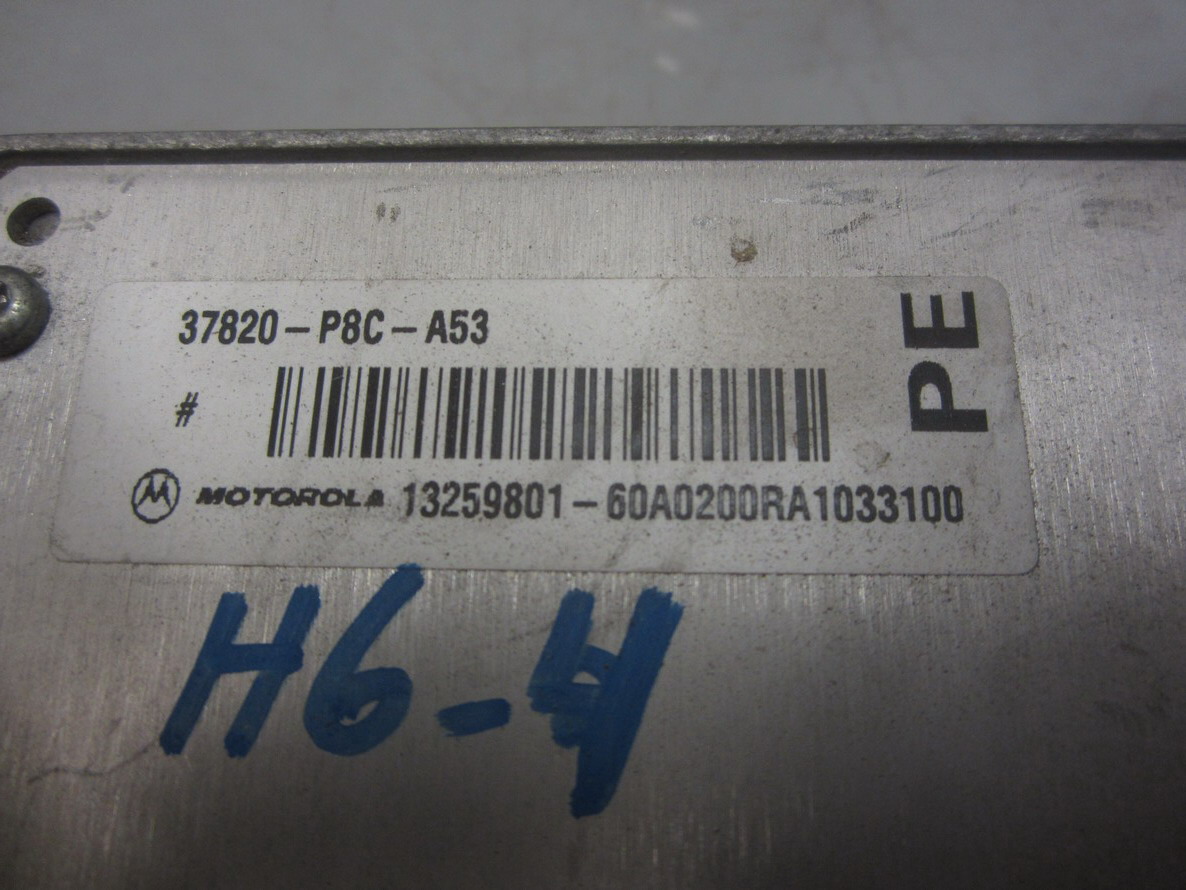 37820-P8C-A53
PE
#
MOTOROLA 13259801-60A0200RA1033100
H6-4